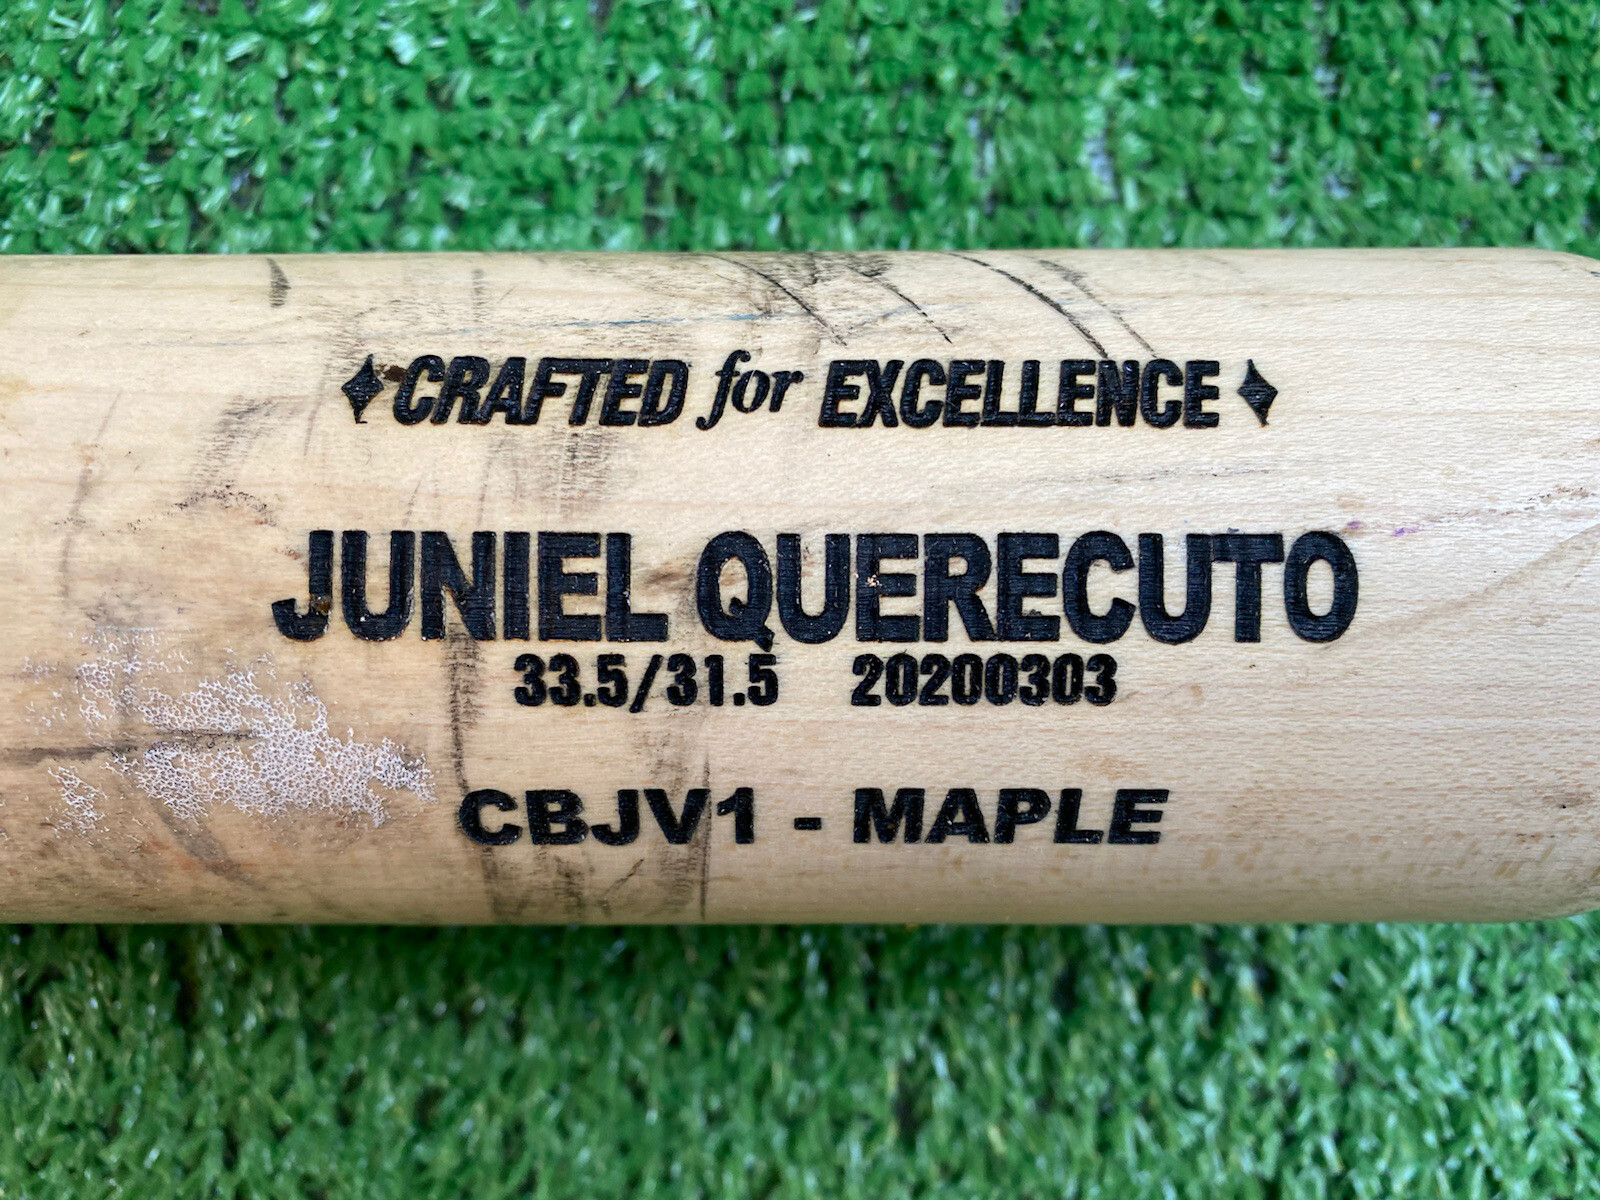 CRAFTED for EXCELLENCE
JUNIEL QUERECUTO
33.5/31.5 20200303
CBJV1 - MAPLE